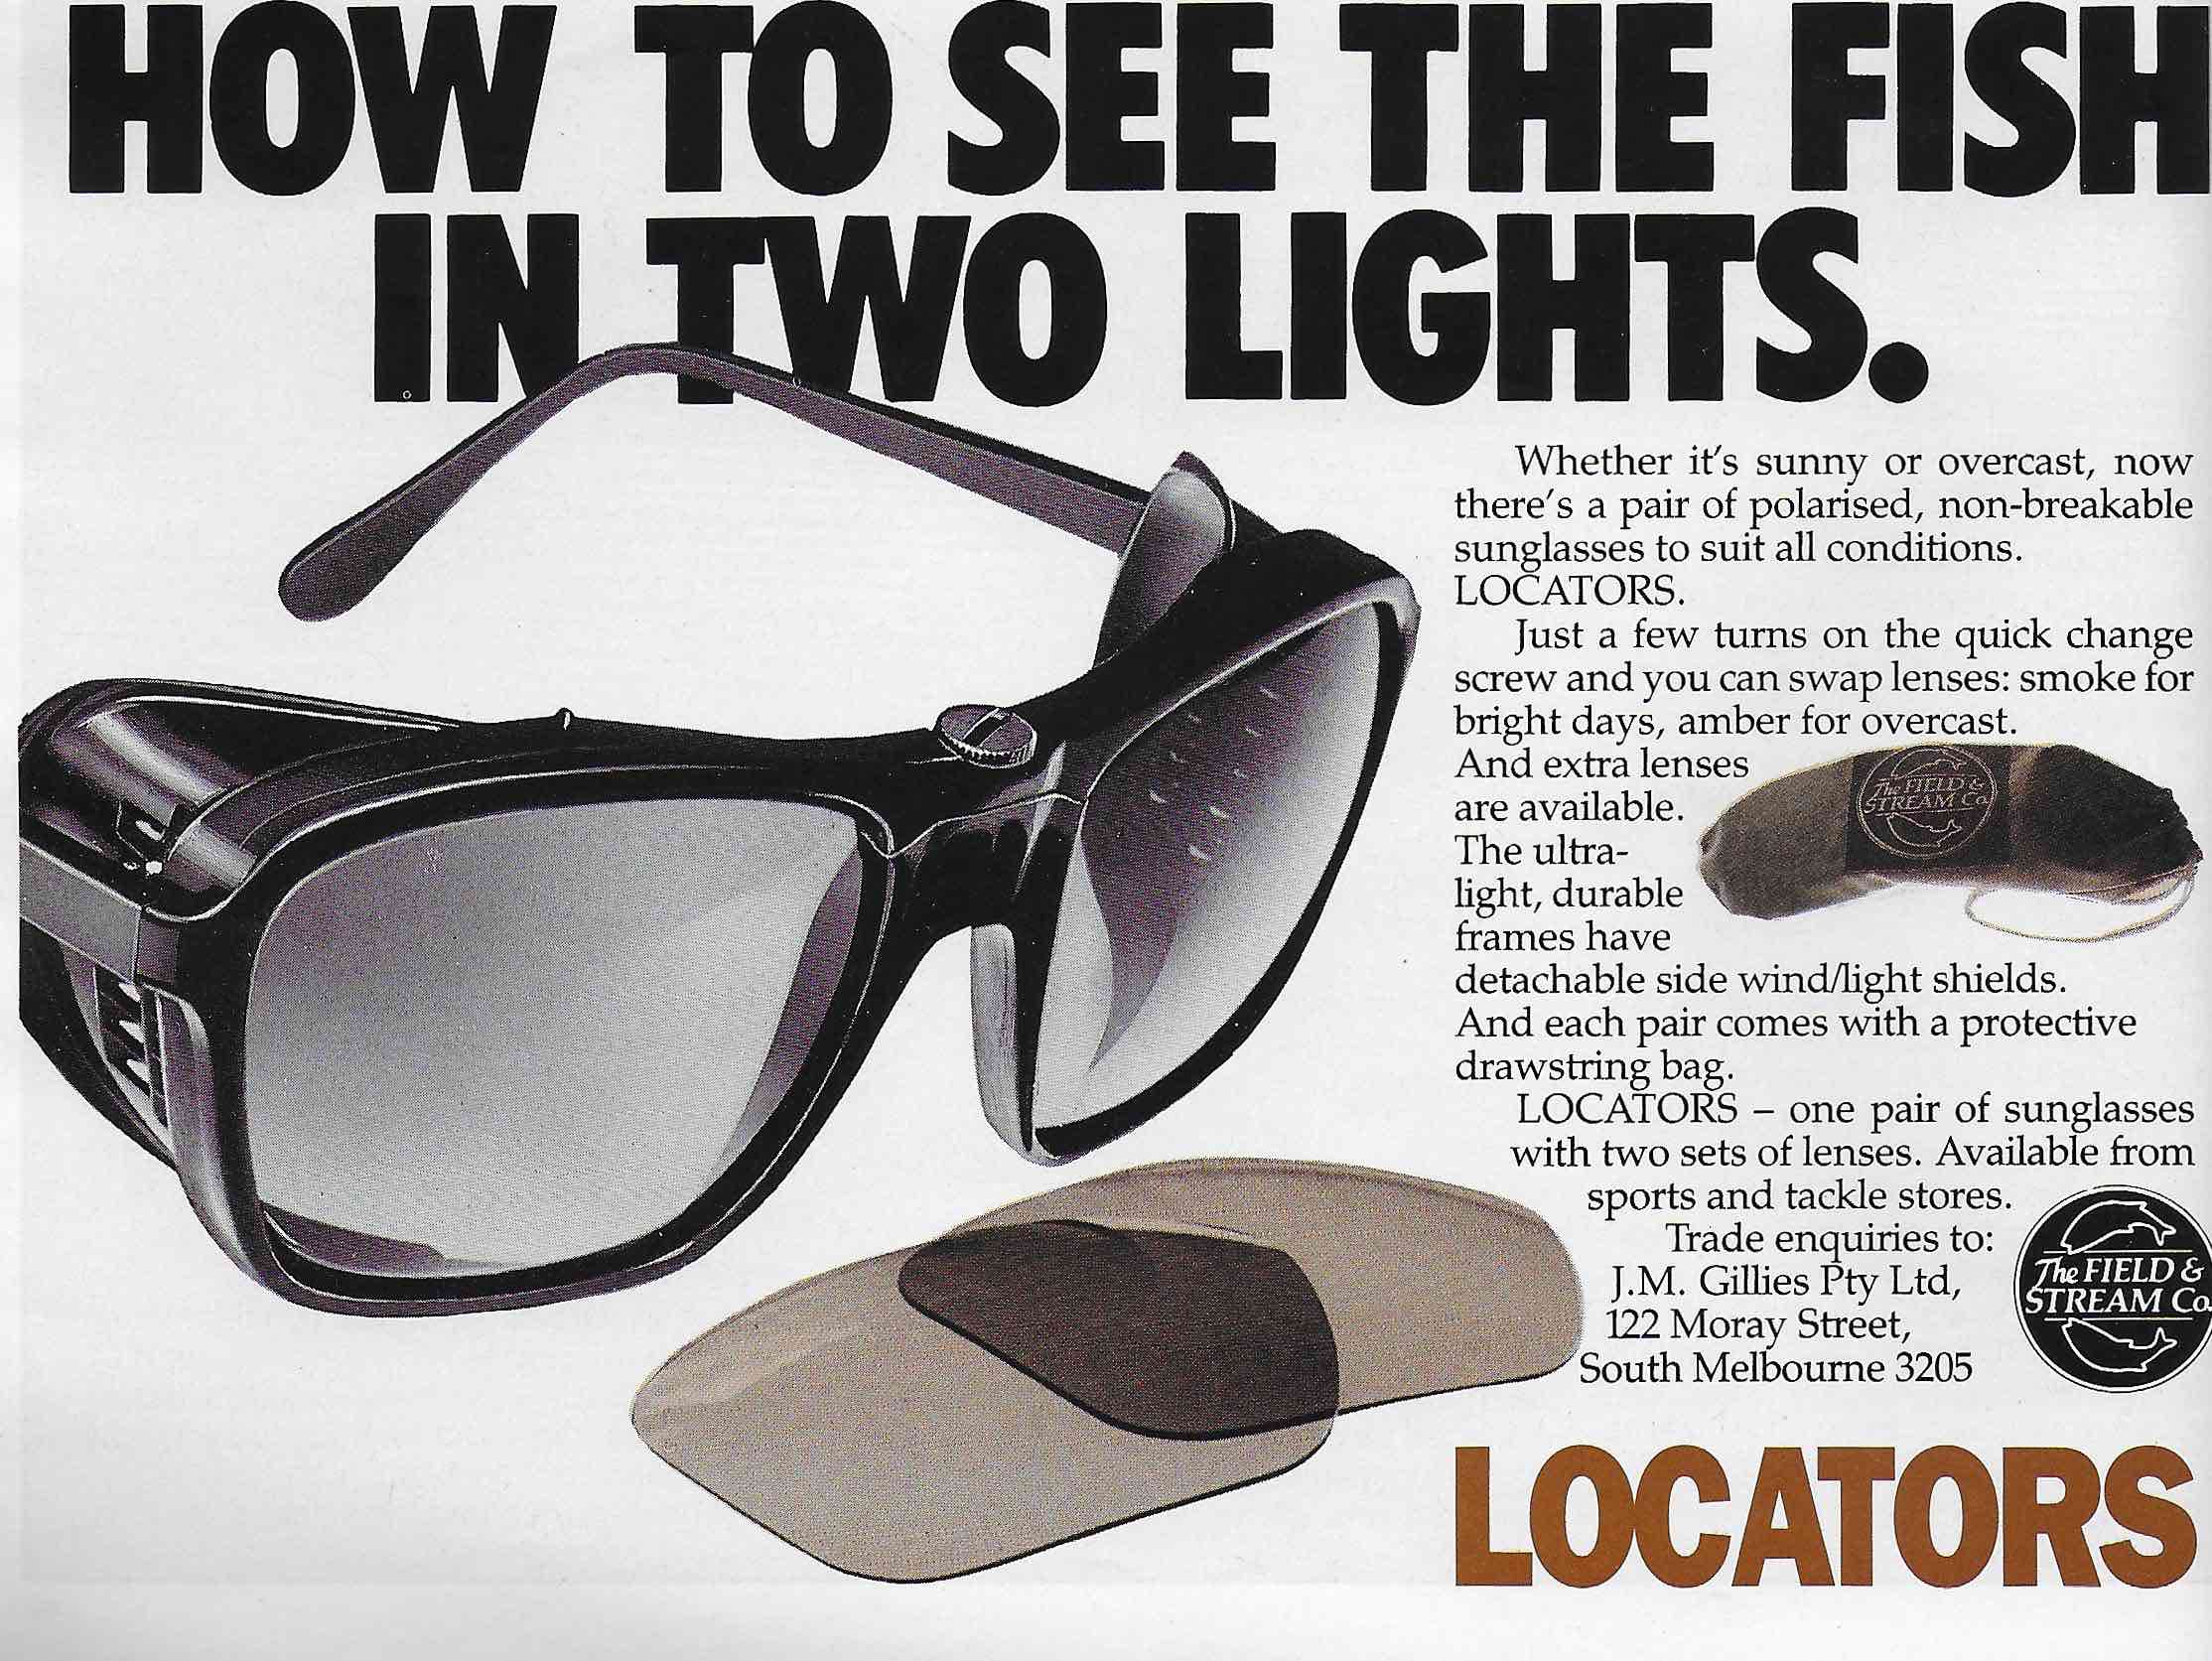 HOW TO SEE THE FISH
IN TWO LIGHTS.
Whether it's sunny or overcast, now
there's a pair of polarised, non-breakable
sunglasses to suit all conditions.
LOCATORS.
Just a few turns on the quick change
screw and you can swap lenses: smoke for
bright days, amber for overcast.
And extra lenses
are available.
The ultra-
light, durable
frames have
detachable side wind/light shields.
And each pair comes with a protective
drawstring bag.
LOCATORS – one pair of sunglasses
with two sets of lenses. Available from
sports and tackle stores.
Trade enquiries to:
J.M. Gillies Pty Ltd,
122 Moray Street,
South Melbourne 3205
The FIELD &
STREAM Co.
The FIELD &
STREAM Co.
LOCATORS